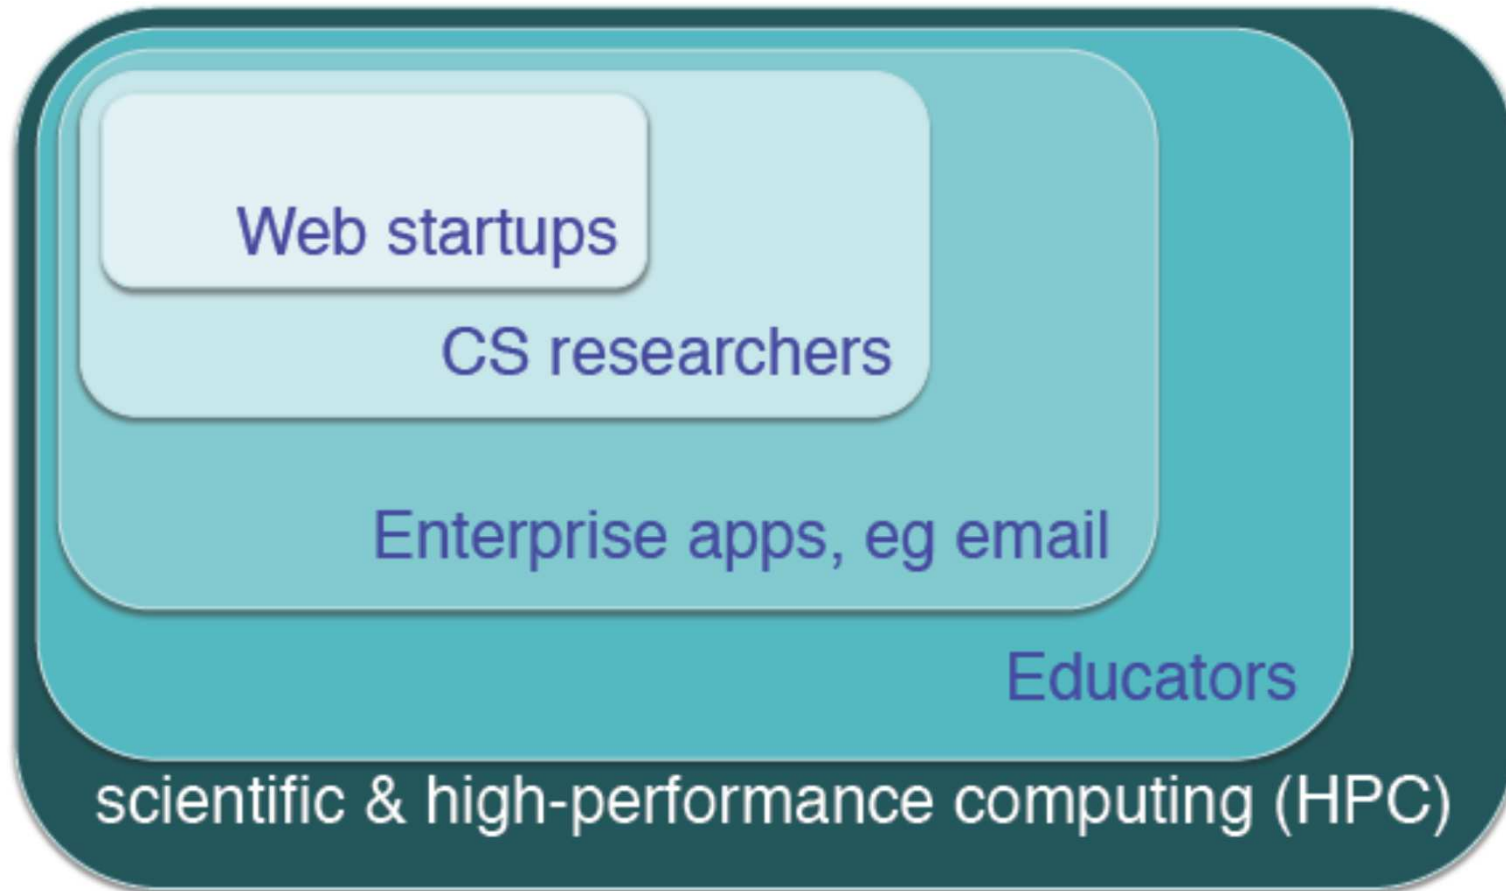 Web startups
CS researchers
Enterprise apps, eg email
Educators
scientific & high-performance computing (HPC)